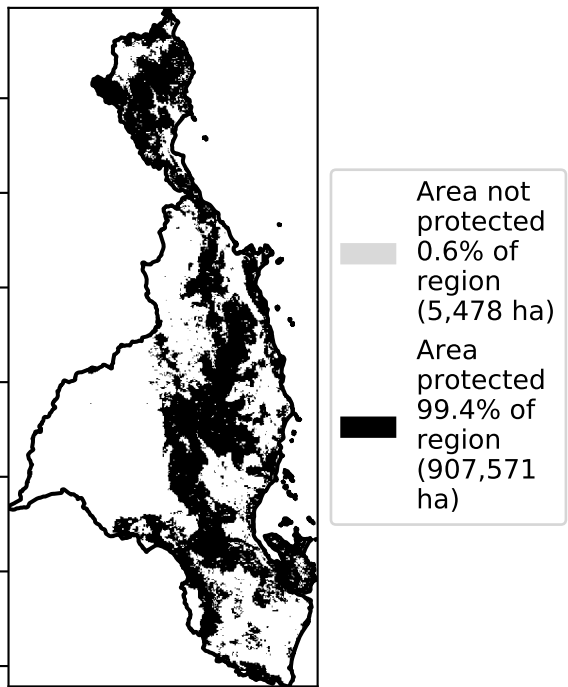 Area not
protected
0.6% of
region
(5,478 ha)
Area
protected
99.4% of
region
(907,571
ha)